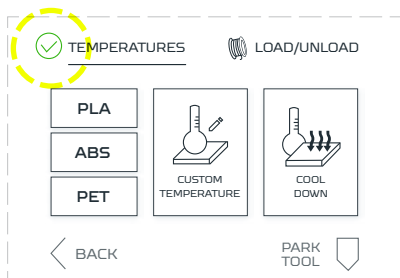 TEMPERATURES
LOAD/UNLOAD
PLA
ABS
PET
CUSTOM
TEMPERATURE
COOL
DOWN
BACK
PARK
TOOL